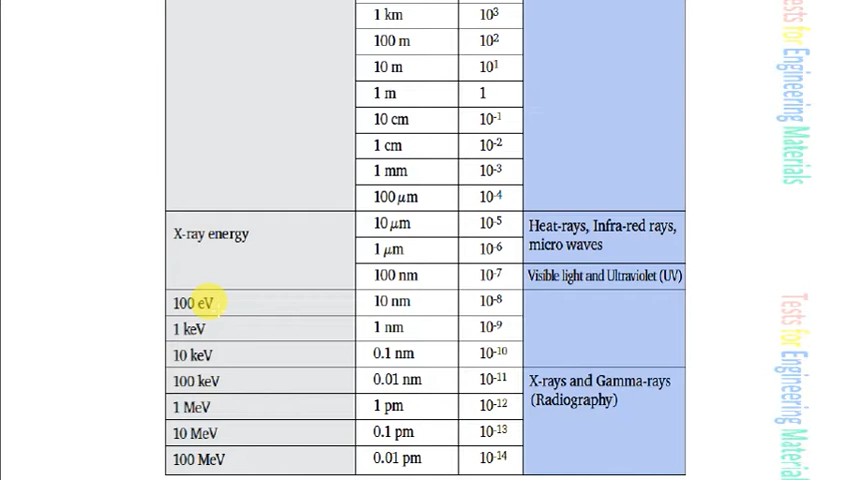 1 km 10³
100 m 10²
10 m 10¹
1 m 1
10 cm 10⁻¹
1 cm 10⁻²
1 mm 10⁻³
100 µm 10⁻⁴
X-ray energy
10 µm 10⁻⁵
1 µm 10⁻⁶
Heat-rays, Infra-red rays,
micro waves
100 nm 10⁻⁷ Visible light and Ultraviolet (UV)
100 eV 10 nm 10⁻⁸
1 keV 1 nm 10⁻⁹
10 keV 0.1 nm 10⁻¹⁰
100 keV 0.01 nm 10⁻¹¹
X-rays and Gamma-rays
(Radiography)
1 MeV 1 pm 10⁻¹²
10 MeV 0.1 pm 10⁻¹³
100 MeV 0.01 pm 10⁻¹⁴
Tests for Engineering Materials
Tests for Engineering Material